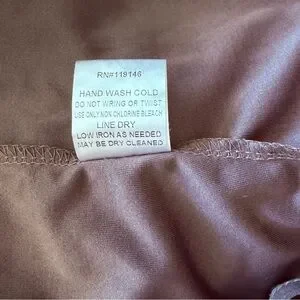 RN#119146
HAND WASH COLD
DO NOT WRING OR TWIST
USE ONLY NON CHLORINE BLEACH
LINE DRY
LOW IRON AS NEEDED
MAY BE DRY CLEANED